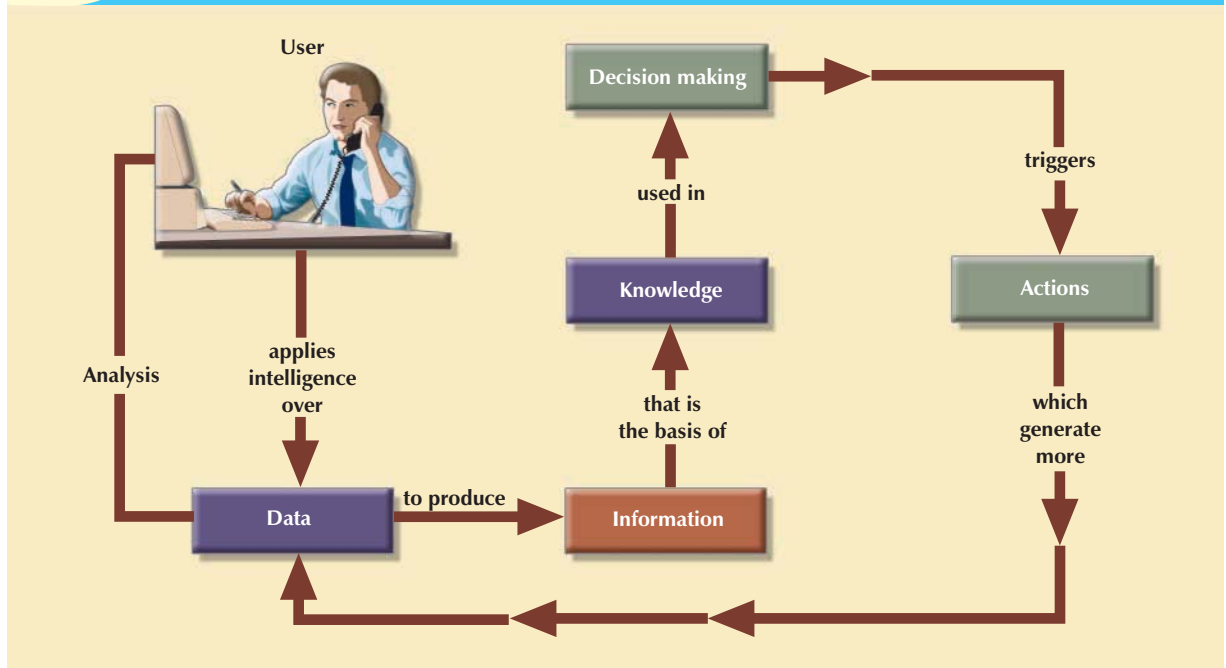 User
Analysis
applies
intelligence
over
Data
to produce
Information
that is
the basis of
Knowledge
used in
Decision making
triggers
Actions
which
generate
more